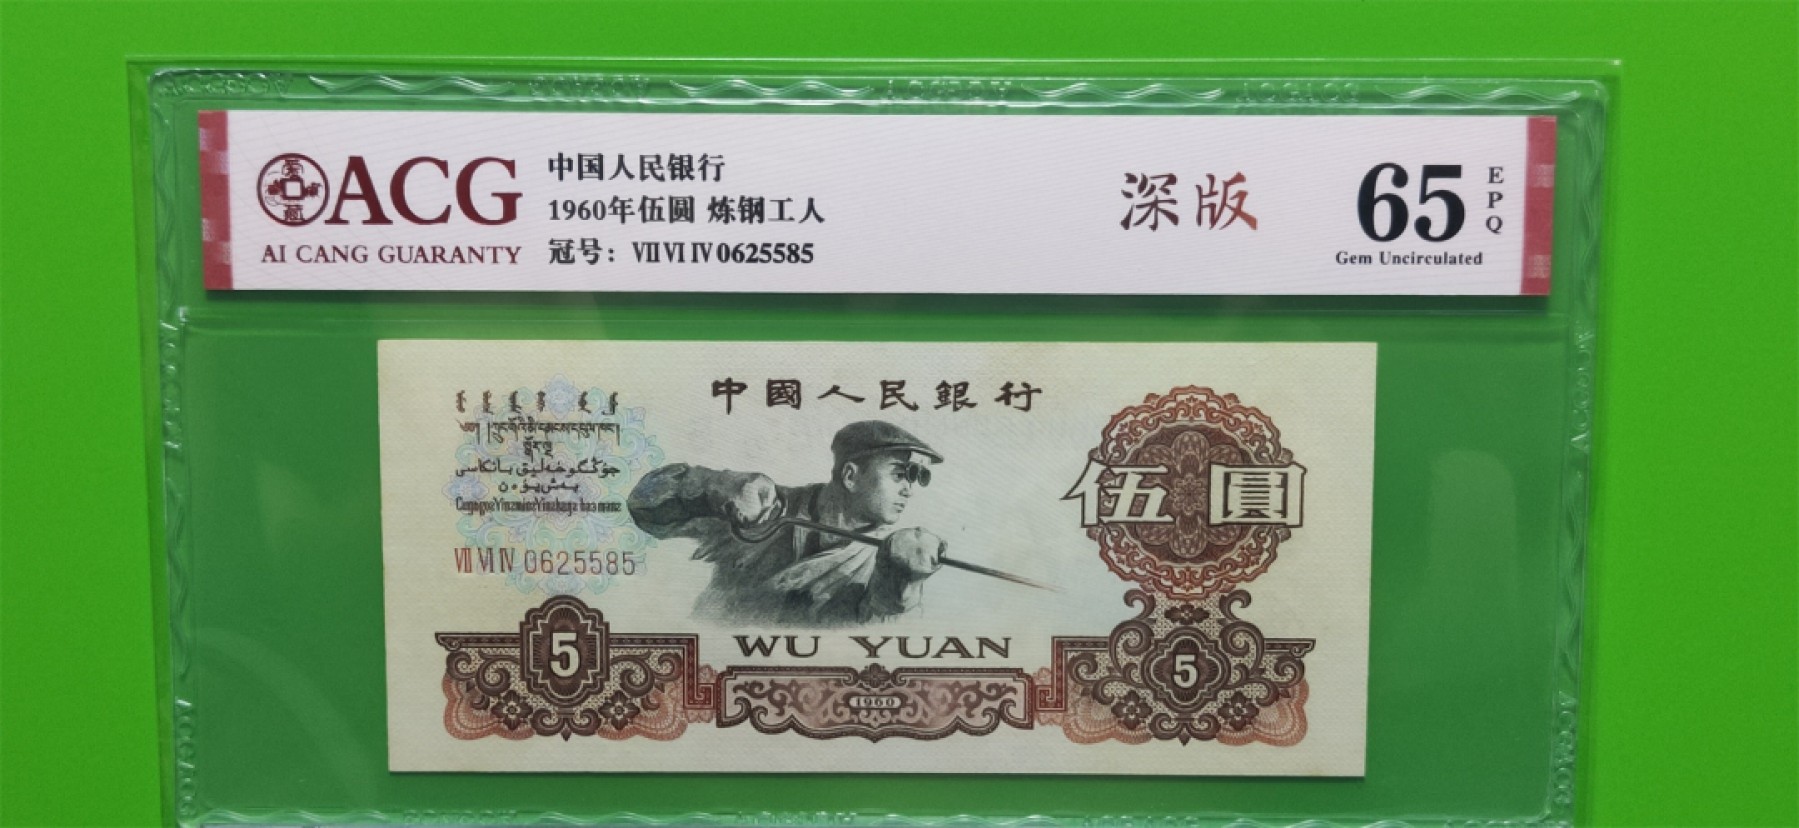 ACG
AI CANG GUARANTY
中国人民银行
1960年伍圆 炼钢工人
冠号：Ⅶ Ⅵ Ⅳ 0625585
深版
65
EPQ
Gem Uncirculated
中國人民銀行
Ⅶ Ⅵ Ⅳ 0625585
伍圓
WU YUAN
5
5
1960